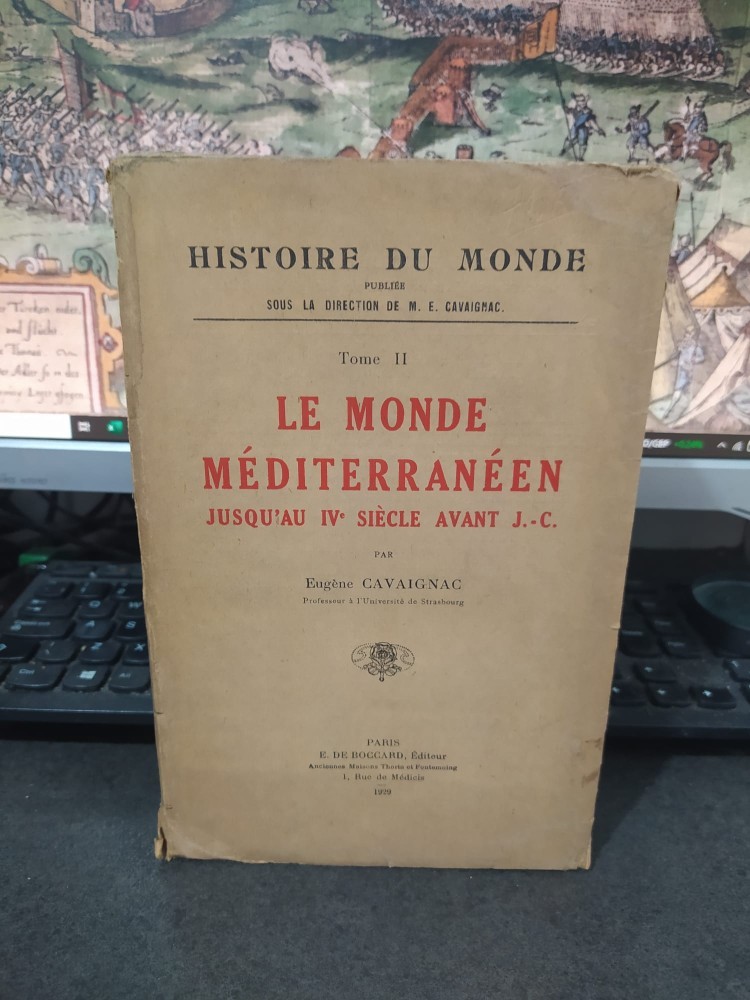 HISTOIRE DU MONDE
PUBLIÉE
SOUS LA DIRECTION DE M. E. CAVAIGNAC.
Tome II
LE MONDE
MÉDITERRANÉEN
JUSQU'AU IVe SIÈCLE AVANT J.-C.
PAR
Eugène CAVAIGNAC
Professeur à l'Université de Strasbourg
PARIS
E. DE BOCCARD, Éditeur
Anciennes Maisons Thorin et Fontemoing
1, Rue de Médicis
1929